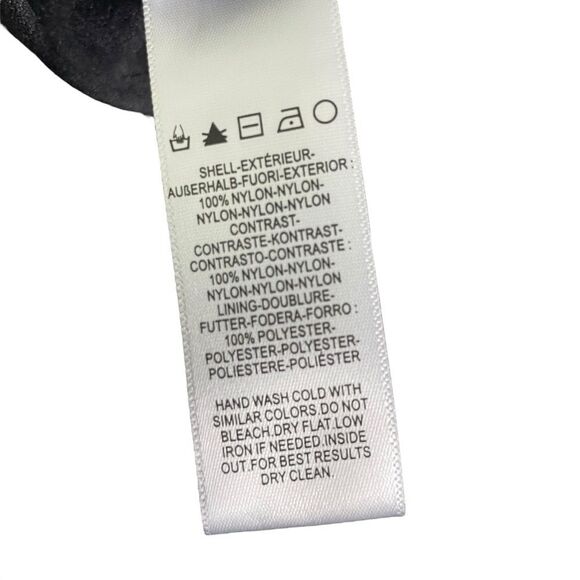 SHELL-EXTÉRIEUR-
AUßERHALB-FUORI-EXTERIOR :
100% NYLON-NYLON-
NYLON-NYLON-NYLON
CONTRAST-
CONTRASTE-KONTRAST-
CONTRASTO-CONTRASTE :
100% NYLON-NYLON-
NYLON-NYLON-NYLON
LINING-DOUBLURE-
FUTTER-FODERA-FORRO :
100% POLYESTER-
POLYESTER-POLYESTER-
POLIESTERE-POLIÉSTER
HAND WASH COLD WITH
SIMILAR COLORS.DO NOT
BLEACH.DRY FLAT.LOW
IRON IF NEEDED.INSIDE
OUT.FOR BEST RESULTS
DRY CLEAN.